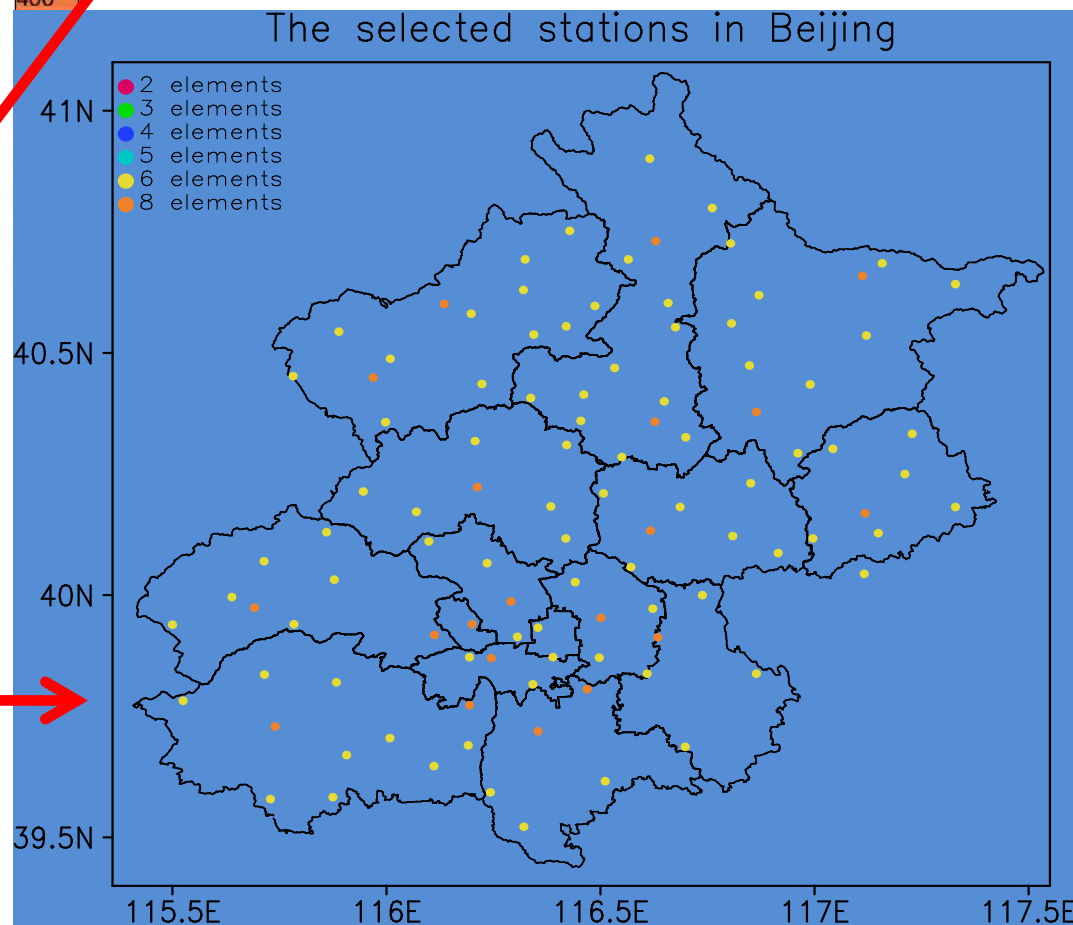 400
The selected stations in Beijing
2 elements
3 elements
4 elements
5 elements
6 elements
8 elements
41N
40.5N
40N
39.5N
115.5E
116E
116.5E
117E
117.5E